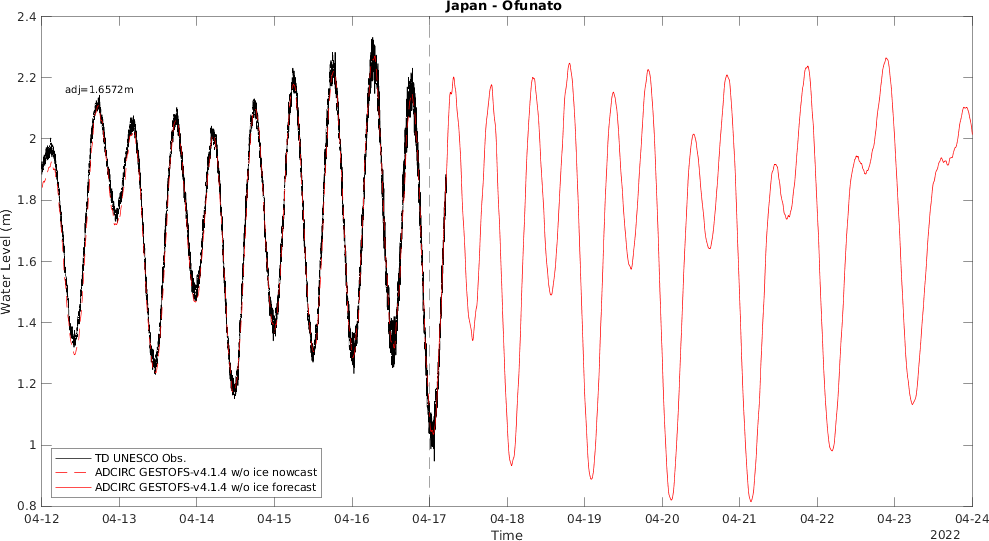 Japan - Ofunato
2.4
2.2
2
1.8
1.6
1.4
1.2
1
0.8
Water Level (m)
adj=1.6572m
TD UNESCO Obs.
ADCIRC GESTOFS-v4.1.4 w/o ice nowcast
ADCIRC GESTOFS-v4.1.4 w/o ice forecast
04-12 04-13 04-14 04-15 04-16 04-17 04-18 04-19 04-20 04-21 04-22 04-23 04-24
Time
2022